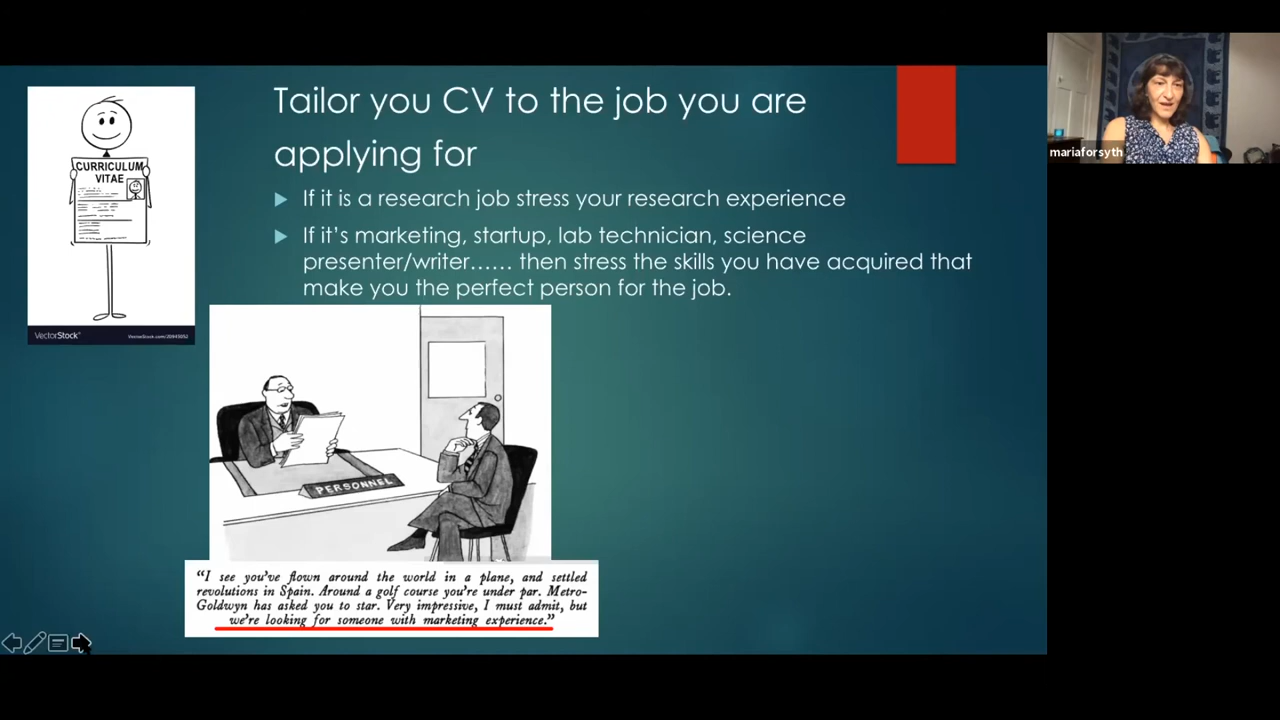 Tailor you CV to the job you are
applying for
If it is a research job stress your research experience
If it’s marketing, startup, lab technician, science
presenter/writer...... then stress the skills you have acquired that
make you the perfect person for the job.
CURRICULUM
VITAE
VectorStock®
VectorStock.com/20945052
PERSONNEL
“I see you’ve flown around the world in a plane, and settled
revolutions in Spain. Around a golf course you’re under par. Metro-
Goldwyn has asked you to star. Very impressive, I must admit, but
we’re looking for someone with marketing experience.”
mariaforsyth